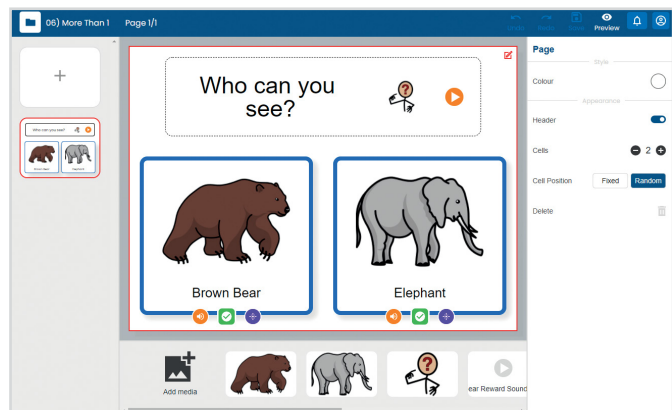 06) More Than 1 Page 1/1
Undo Redo Save Preview
Who can you
see?
Brown Bear
Elephant
Who can you see?
Brown Bear Elephant
Add media
ear Reward Sound
Page
Style
Colour
Appearance
Header
Cells 2
Cell Position Fixed Random
Delete